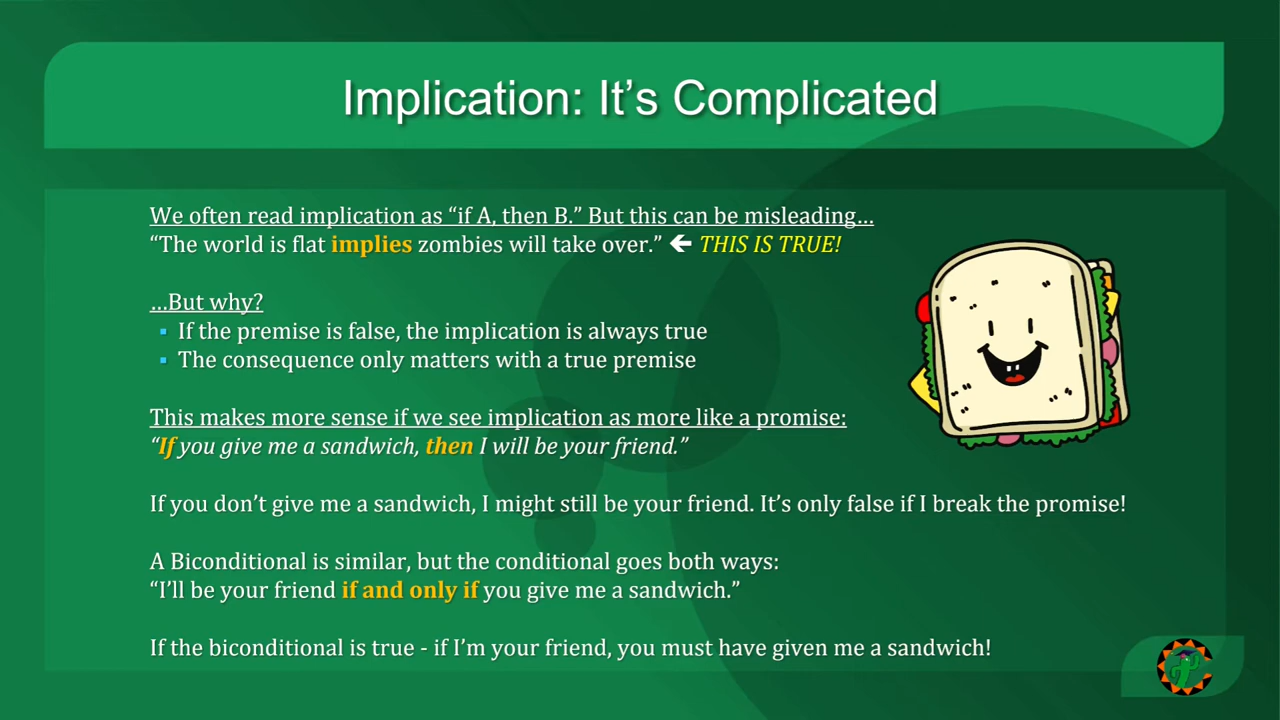 Implication: It’s Complicated
We often read implication as “if A, then B.” But this can be misleading…
“The world is flat implies zombies will take over.” 🡸 THIS IS TRUE!
…But why?
▪ If the premise is false, the implication is always true
▪ The consequence only matters with a true premise
This makes more sense if we see implication as more like a promise:
“If you give me a sandwich, then I will be your friend.”
If you don’t give me a sandwich, I might still be your friend. It’s only false if I break the promise!
A Biconditional is similar, but the conditional goes both ways:
“I’ll be your friend if and only if you give me a sandwich.”
If the biconditional is true - if I’m your friend, you must have given me a sandwich!